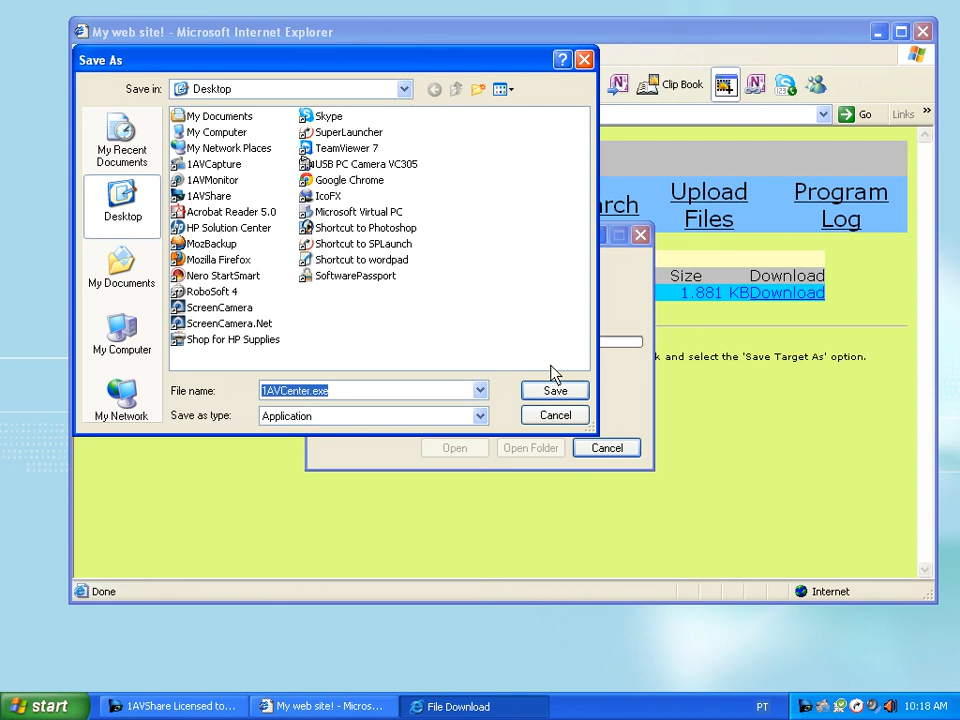 My web site! - Microsoft Internet Explorer
Save As
Save in: Desktop
Clip Book
Go Links »
My Recent Documents
Desktop
My Documents
My Computer
My Network
My Documents
My Computer
My Network Places
1AVCapture
1AVMonitor
1AVShare
Acrobat Reader 5.0
HP Solution Center
MozBackup
Mozilla Firefox
Nero StartSmart
RoboSoft 4
ScreenCamera
ScreenCamera.Net
Shop for HP Supplies
Skype
SuperLauncher
TeamViewer 7
USB PC Camera VC305
Google Chrome
IcoFX
Microsoft Virtual PC
Shortcut to Photoshop
Shortcut to SPLaunch
Shortcut to wordpad
SoftwarePassport
File name: 1AVCenter.exe Save
Save as type: Application Cancel
arch Upload Files Program Log
Size Download
1.881 KB Download
k and select the 'Save Target As' option.
Open Open Folder Cancel
Done Internet
start 1AVShare Licensed to... My web site! - Micros... File Download PT 10:18 AM